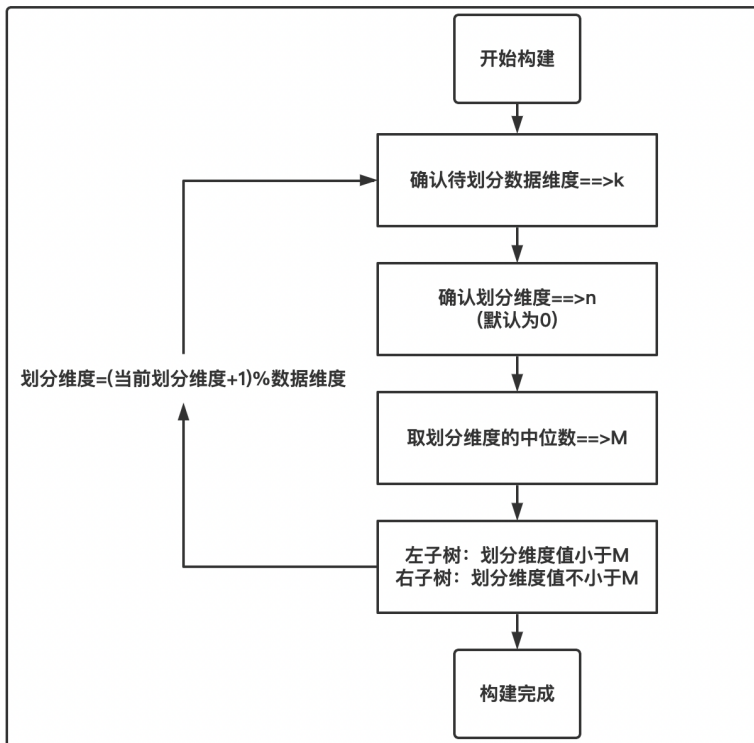 开始构建
确认待划分数据维度==>k
确认划分维度==>n
(默认为0)
划分维度=(当前划分维度+1)%数据维度
取划分维度的中位数==>M
左子树：划分维度值小于M
右子树：划分维度值不小于M
构建完成